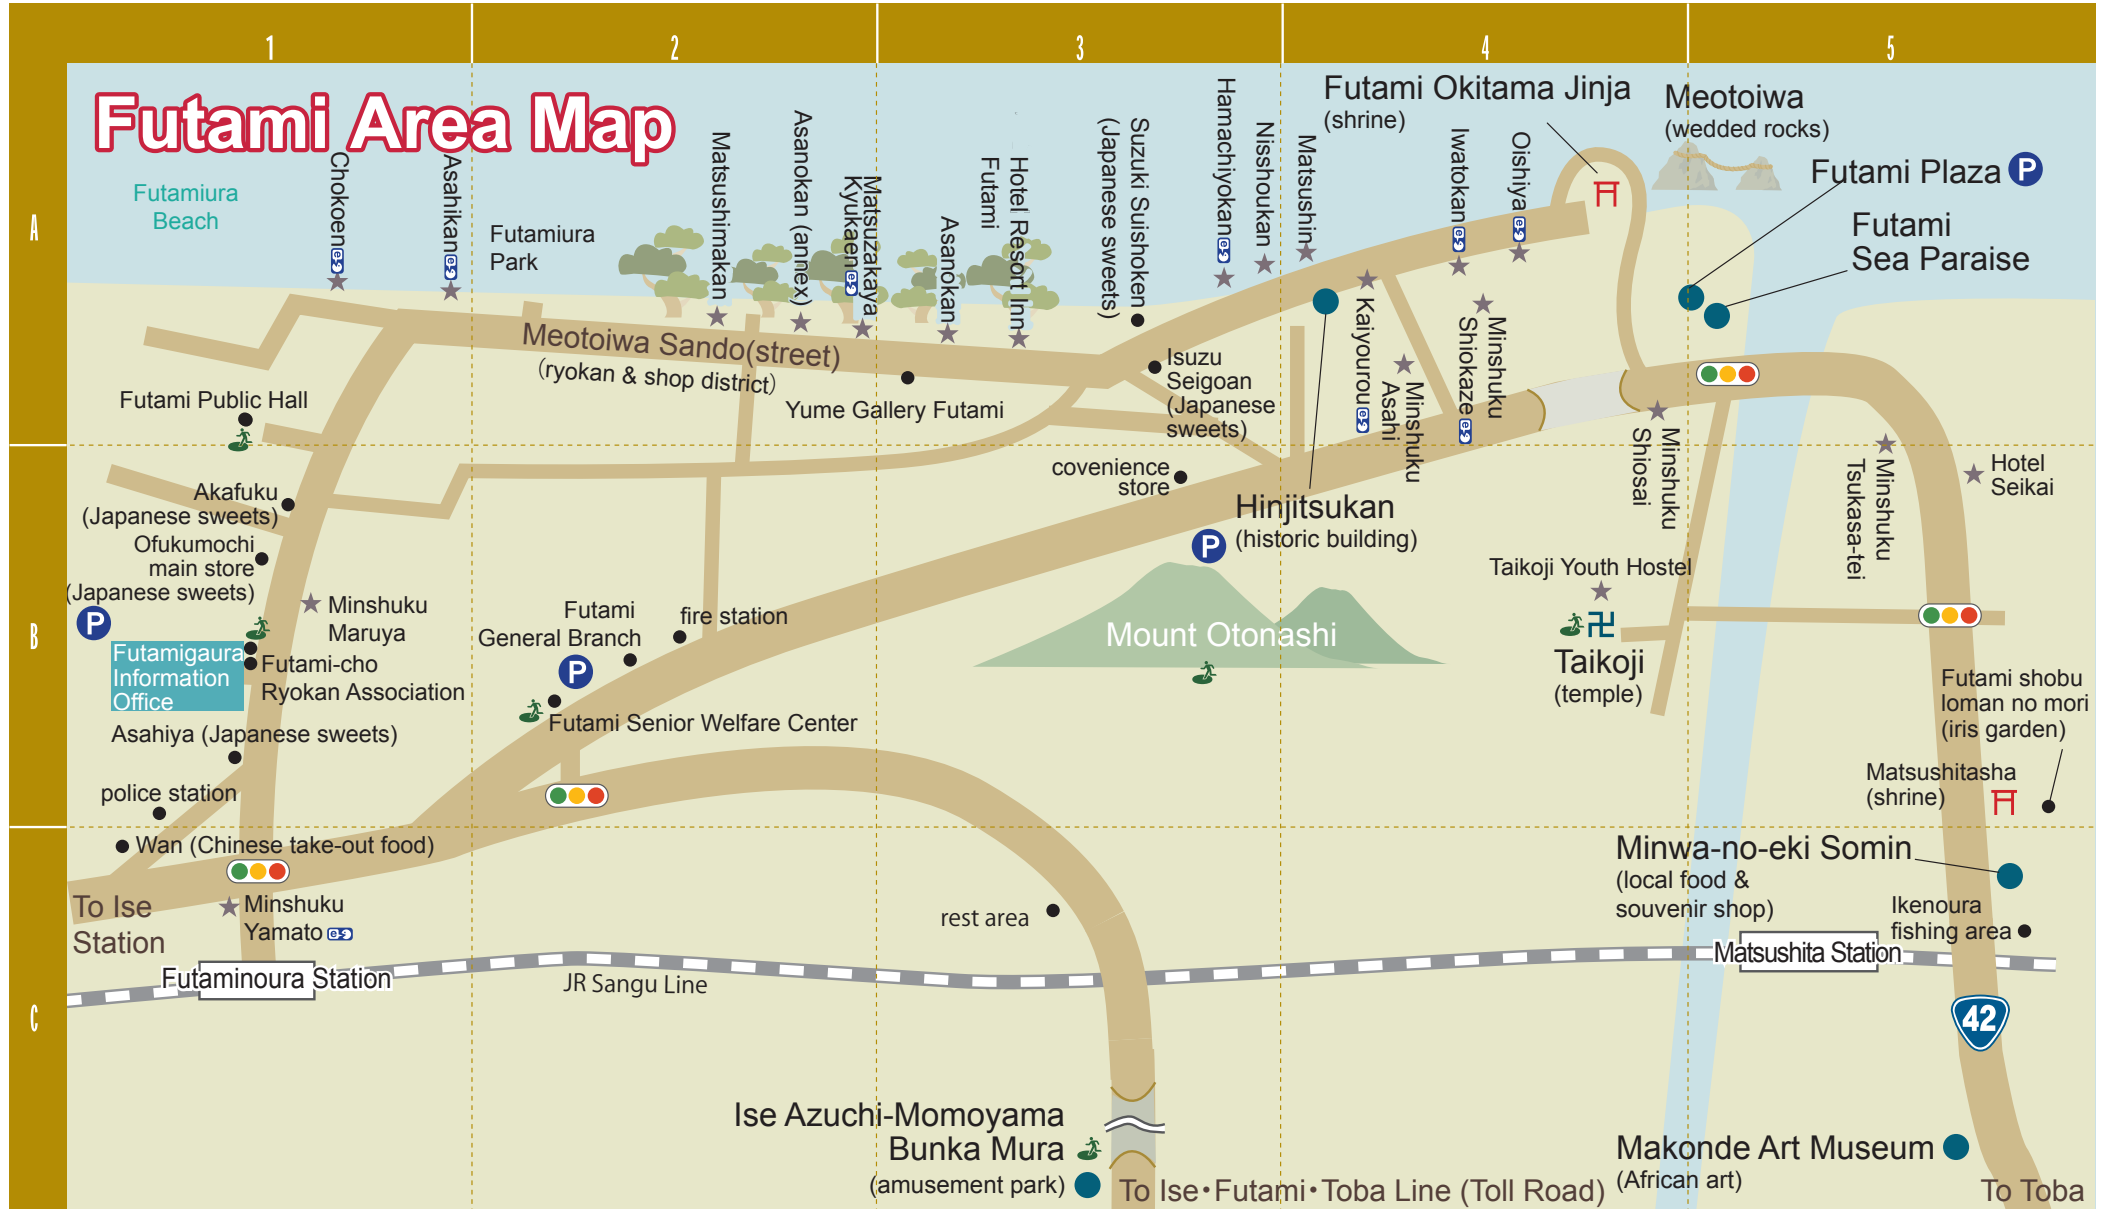 1
2
3
4
5
A
B
C
Futami Area Map
Futamiura
Beach
Chokoen
Asahikan
Futamiura
Park
Matsushimakan
Asanokan (annex)
Matsuzakaya
Kyukaen
Asanokan
Hotel Resort Inn
Futami
Suzuki Suishoken
(Japanese sweets)
Hamachiyokan
Nisshoukan
Matsushin
Futami Okitama Jinja
(shrine)
Iwatokan
Oishiya
Meotoiwa
(wedded rocks)
Futami Plaza P
Futami
Sea Paraise
Meotoiwa Sando(street)
(ryokan & shop district)
Yume Gallery Futami
Isuzu
Seigoan
(Japanese
sweets)
Kaiyourou
Minshuku
Asahi
Minshuku
Shiokaze
Minshuku
Shiosai
Minshuku
Tsukasa-tei
Hotel
Seikai
Futami Public Hall
Akafuku
(Japanese sweets)
Ofukumochi
main store
(Japanese sweets)
P
Minshuku
Maruya
Futamigaura
Information
Office
Futami-cho
Ryokan Association
Asahiya (Japanese sweets)
police station
covenience
store
Hinjitsukan
(historic building)
P
Futami
General Branch
P
fire station
Futami Senior Welfare Center
Mount Otonashi
Taikoji Youth Hostel
卍
Taikoji
(temple)
Futami shobu
loman no mori
(iris garden)
Matsushitasha
(shrine)
Wan (Chinese take-out food)
To Ise
Station
Minshuku
Yamato
Futaminoura Station
JR Sangu Line
rest area
Minwa-no-eki Somin
(local food &
souvenir shop)
Ikenoura
fishing area
Matsushita Station
42
Ise Azuchi-Momoyama
Bunka Mura
(amusement park)
To Ise・Futami・Toba Line (Toll Road)
Makonde Art Museum
(African art)
To Toba